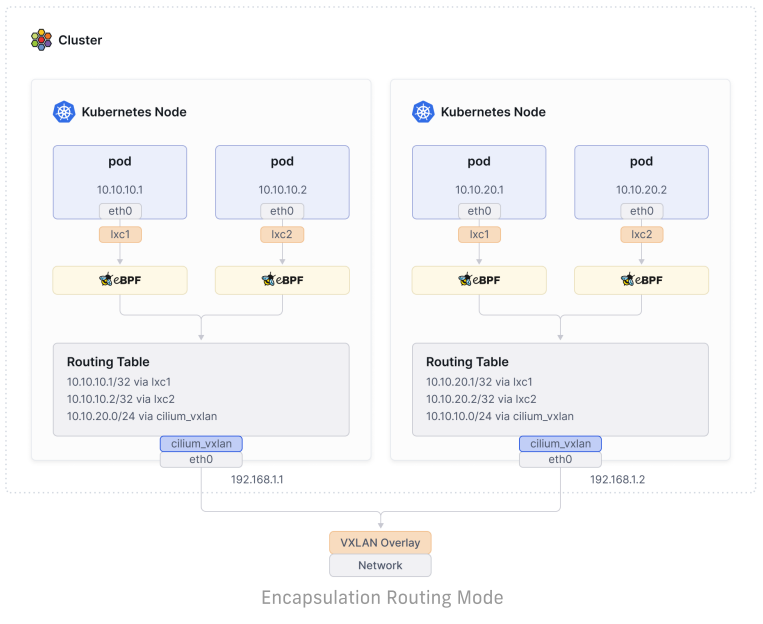 Cluster
Kubernetes Node
pod
10.10.10.1
eth0
lxc1
eBPF
pod
10.10.10.2
eth0
lxc2
eBPF
Routing Table
10.10.10.1/32 via lxc1
10.10.10.2/32 via lxc2
10.10.20.0/24 via cilium_vxlan
cilium_vxlan
eth0
192.168.1.1
Kubernetes Node
pod
10.10.20.1
eth0
lxc1
eBPF
pod
10.10.20.2
eth0
lxc2
eBPF
Routing Table
10.10.20.1/32 via lxc1
10.10.20.2/32 via lxc2
10.10.10.0/24 via cilium_vxlan
cilium_vxlan
eth0
192.168.1.2
VXLAN Overlay
Network
Encapsulation Routing Mode